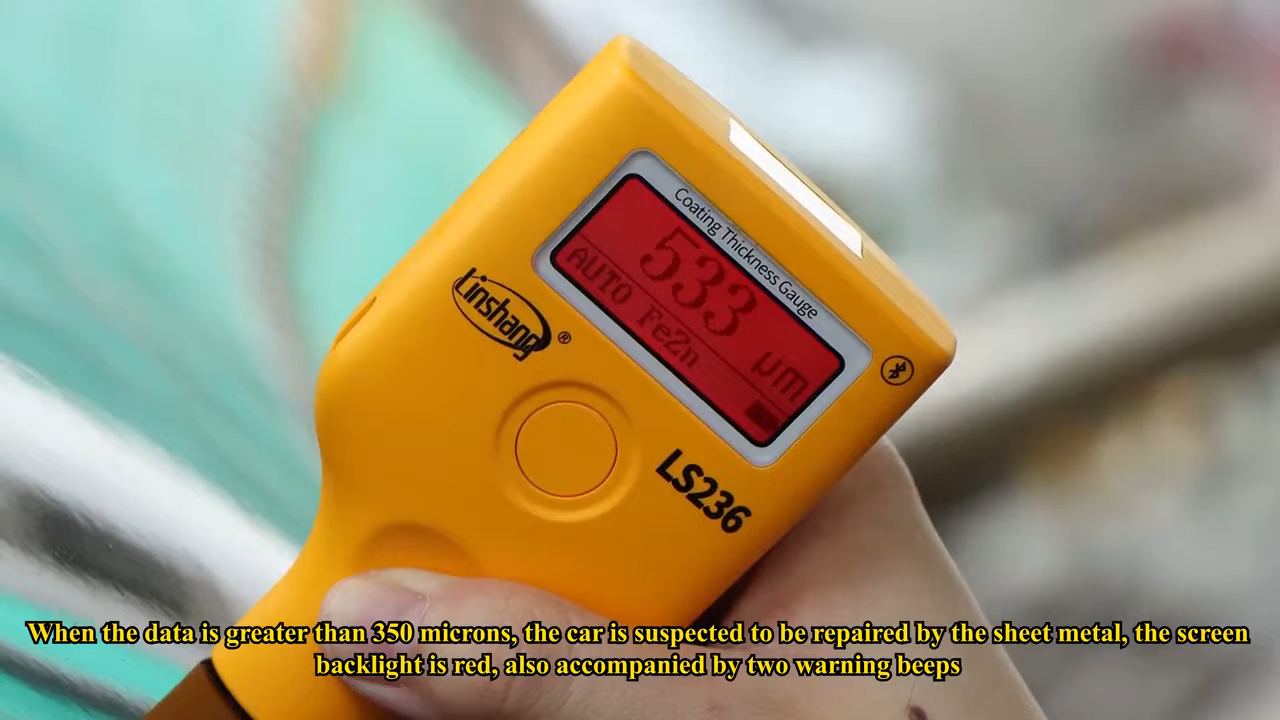 Coating Thickness Gauge
533 µm
AUTO Fe2n
Linshang®
LS236
When the data is greater than 350 microns, the car is suspected to be repaired by the sheet metal, the screen
backlight is red, also accompanied by two warning beeps